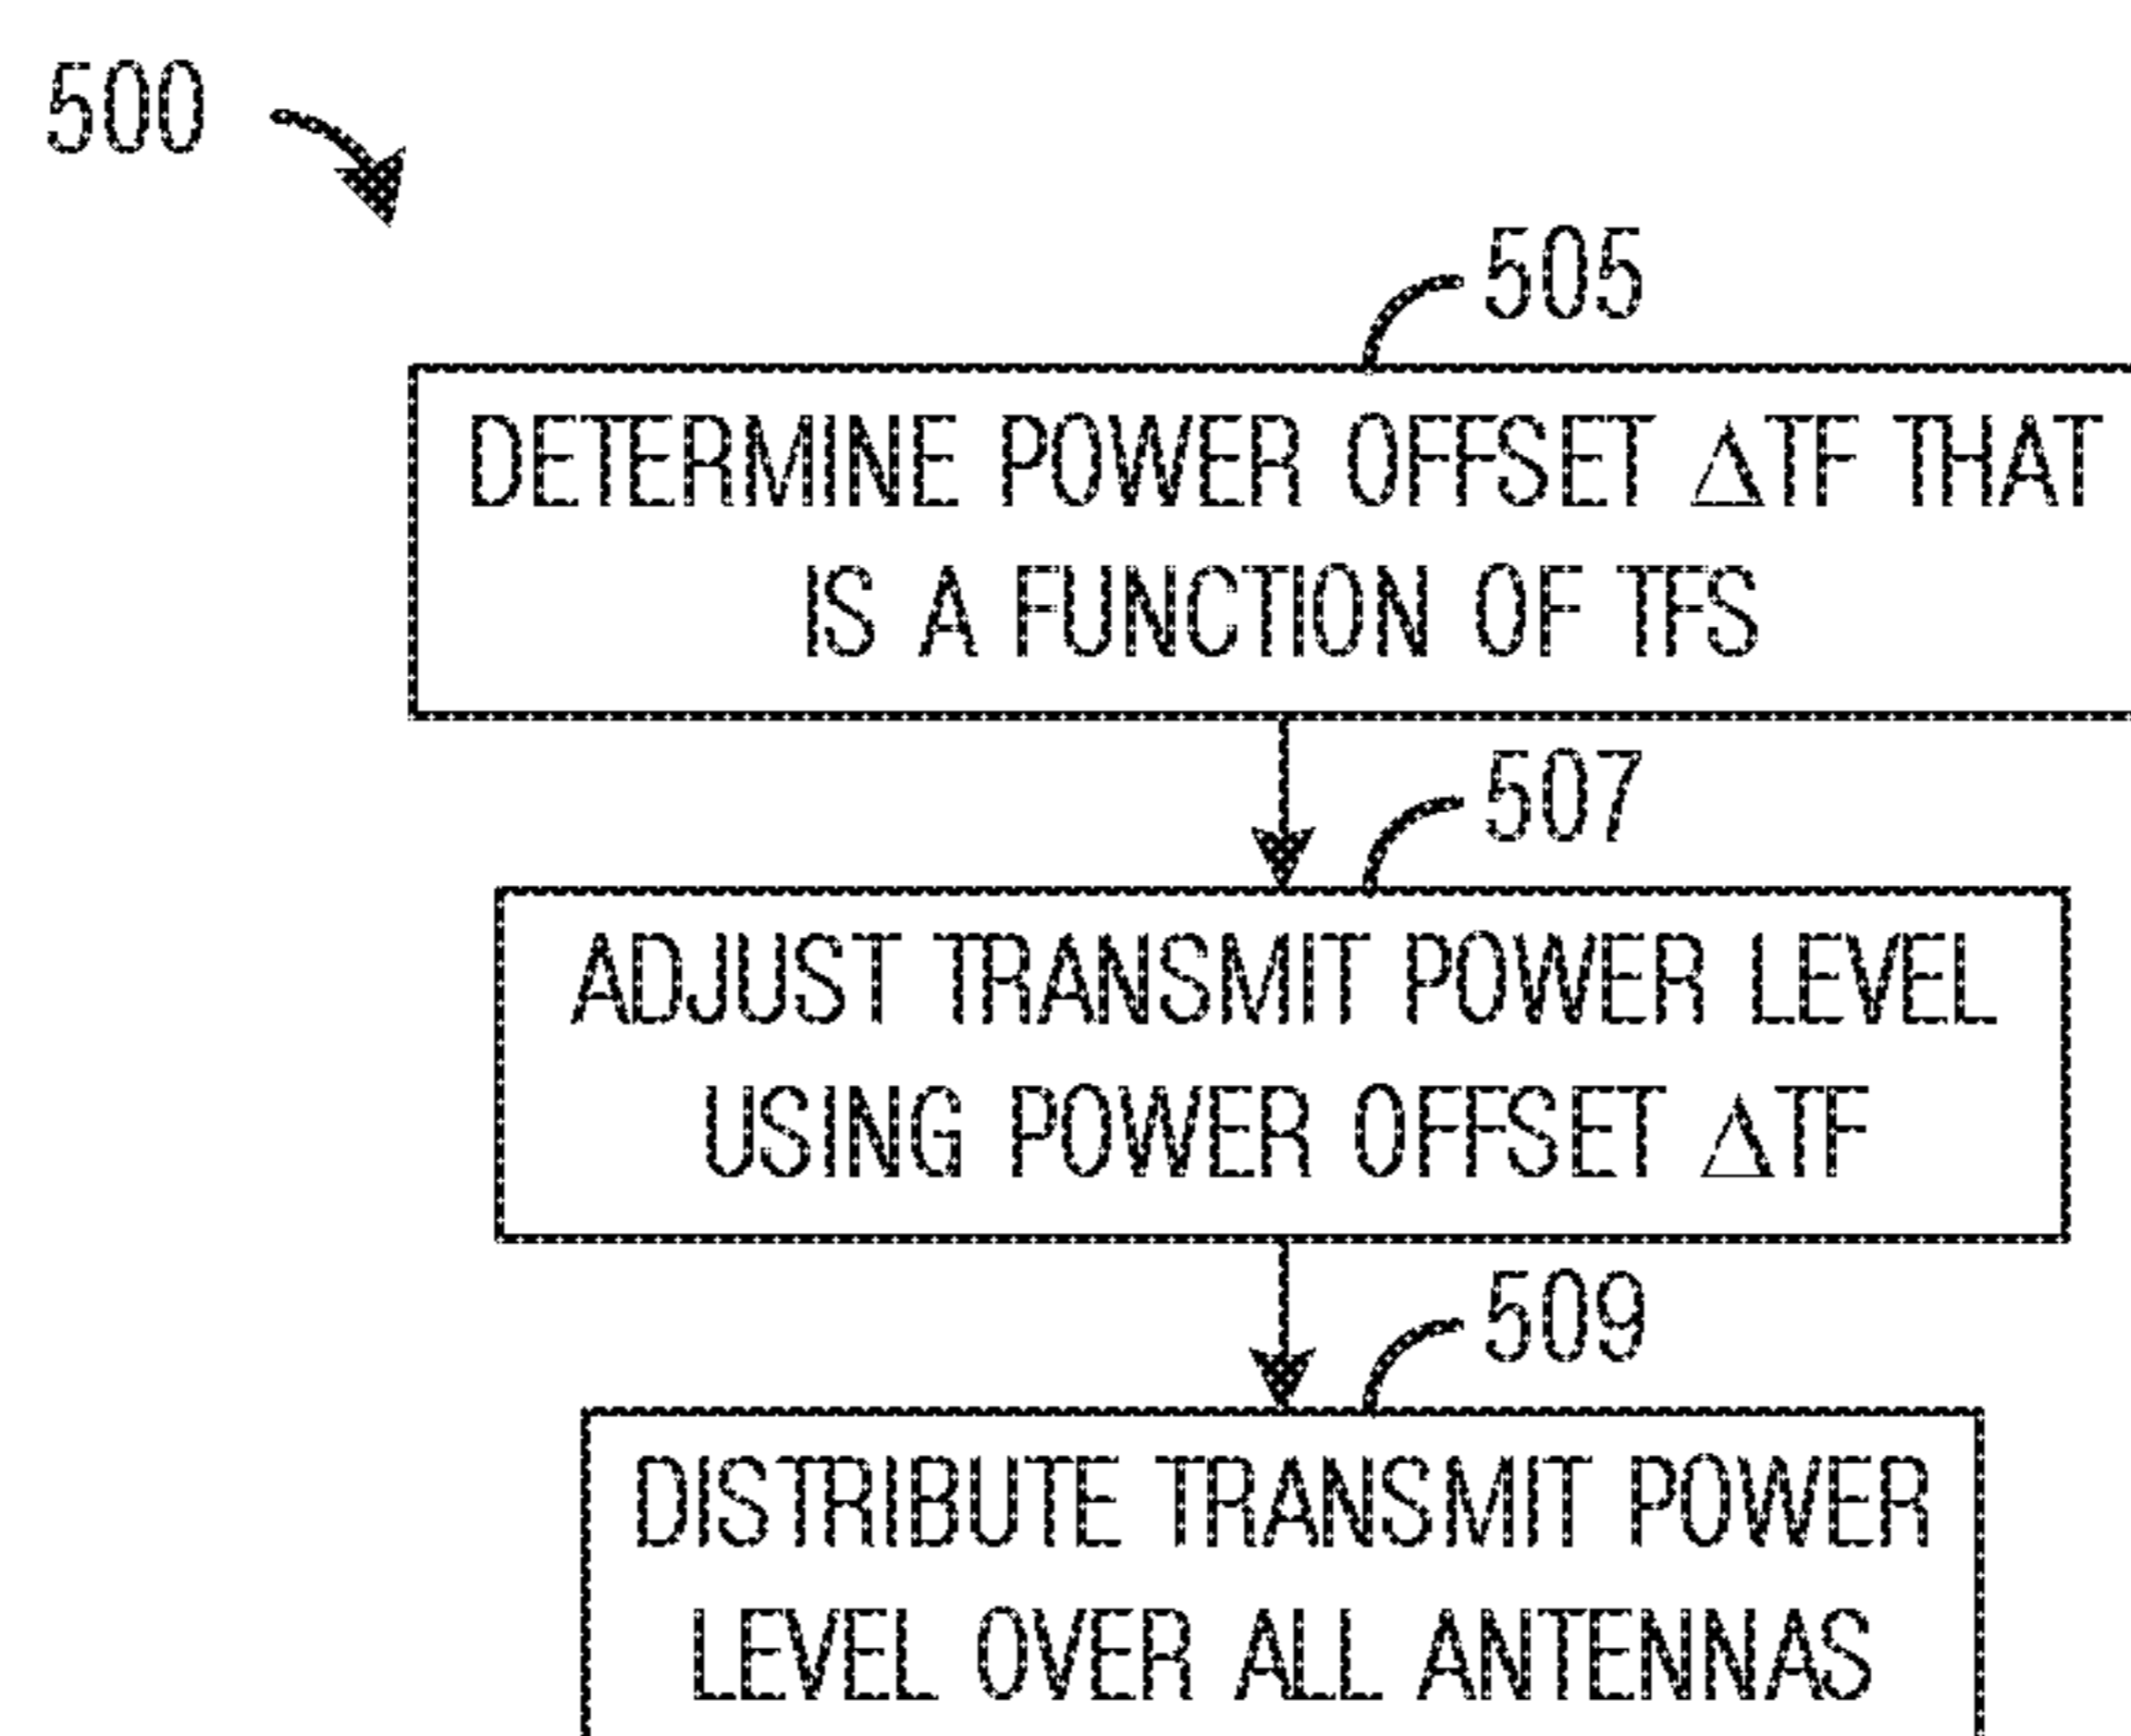 500
505
DETERMINE POWER OFFSET ΔTF THAT
IS A FUNCTION OF TFS
507
ADJUST TRANSMIT POWER LEVEL
USING POWER OFFSET ΔTF
509
DISTRIBUTE TRANSMIT POWER
LEVEL OVER ALL ANTENNAS